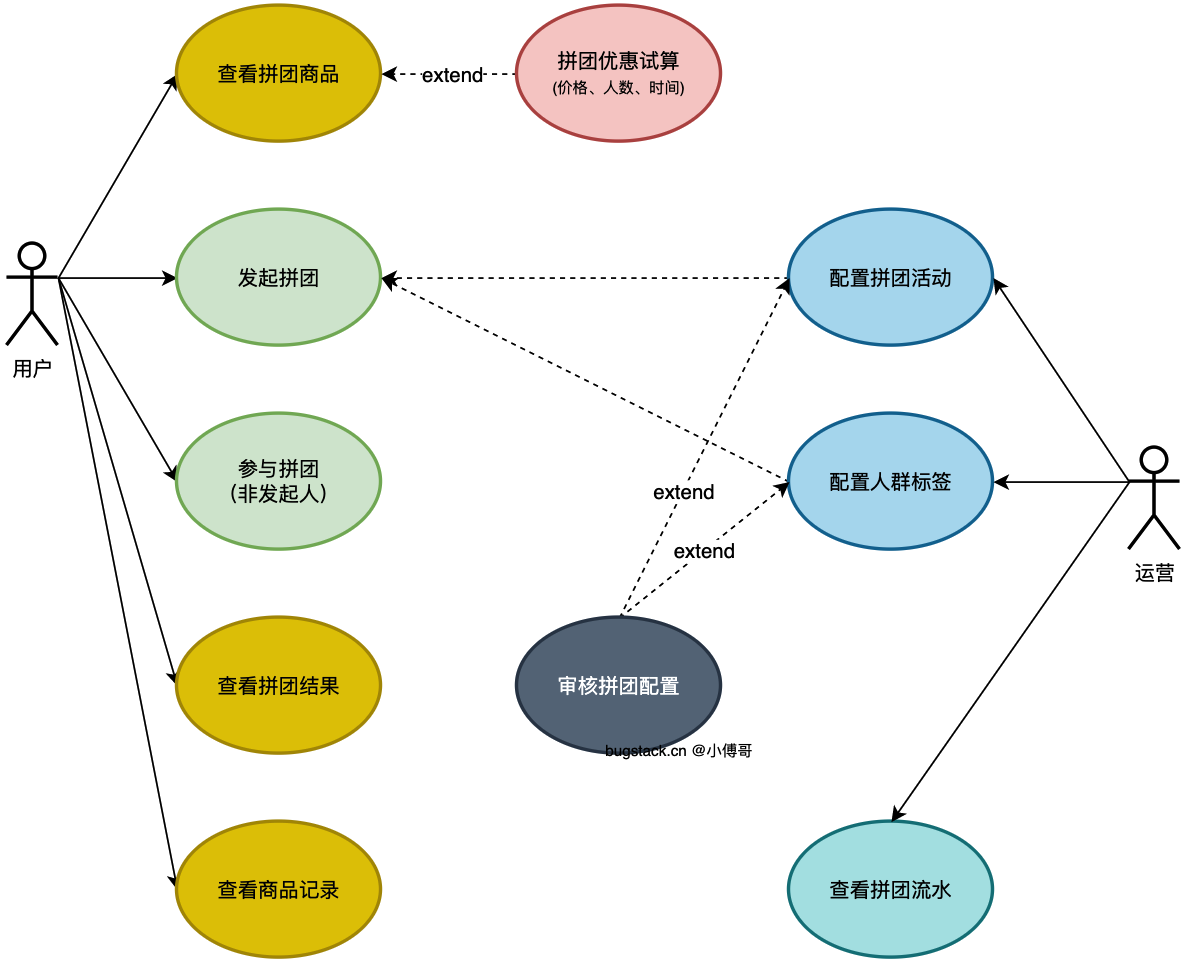 查看拼团商品
extend
拼团优惠试算
(价格、人数、时间)
发起拼团
配置拼团活动
用户
参与拼团
(非发起人)
extend
配置人群标签
extend
运营
查看拼团结果
审核拼团配置
bugstack.cn @小傅哥
查看商品记录
查看拼团流水